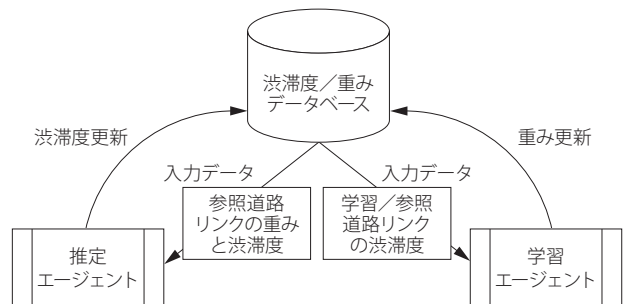 渋滞度／重み
データベース
渋滞度更新
重み更新
入力データ
入力データ
参照道路
リンクの重み
と渋滞度
学習／参照
道路リンク
の渋滞度
推定
エージェント
学習
エージェント